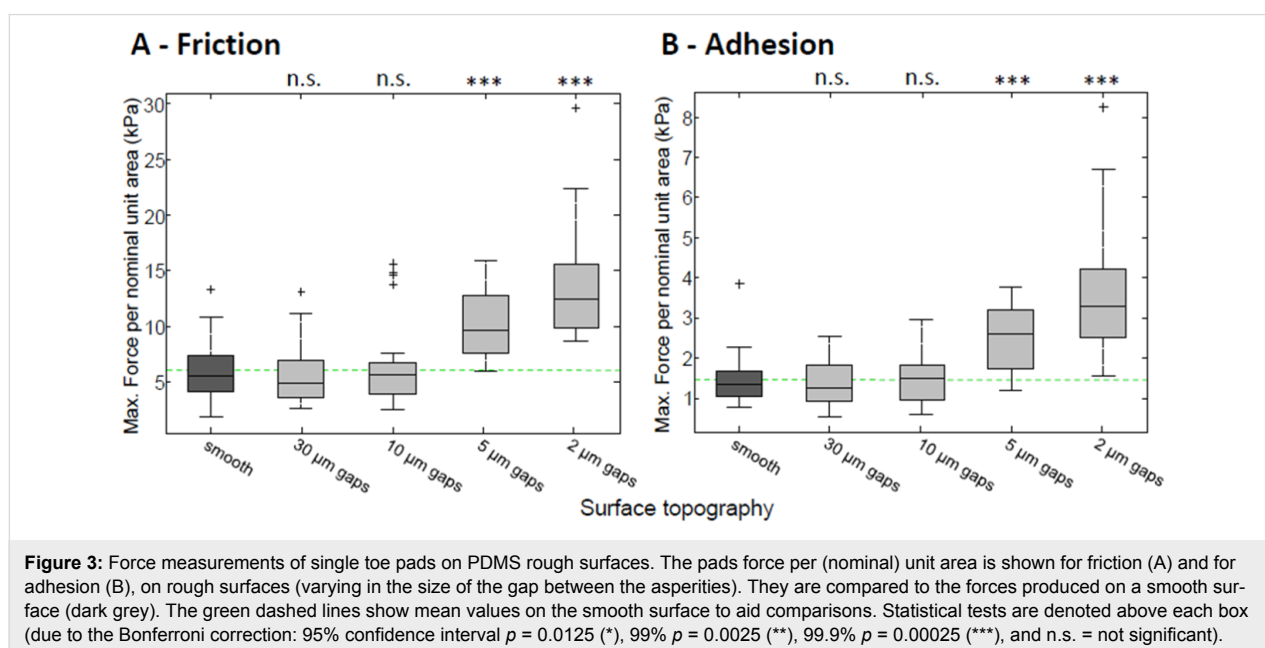 A - Friction
B - Adhesion
n.s.
n.s.
***
***
n.s.
n.s.
***
***
Max. Force per nominal unit area (kPa)
30
25
20
15
10
5
smooth
30 µm gaps
10 µm gaps
5 µm gaps
2 µm gaps
Max. Force per nominal unit area (kPa)
8
7
6
5
4
3
2
1
smooth
30 µm gaps
10 µm gaps
5 µm gaps
2 µm gaps
Surface topography
Figure 3: Force measurements of single toe pads on PDMS rough surfaces. The pads force per (nominal) unit area is shown for friction (A) and for
adhesion (B), on rough surfaces (varying in the size of the gap between the asperities). They are compared to the forces produced on a smooth sur-
face (dark grey). The green dashed lines show mean values on the smooth surface to aid comparisons. Statistical tests are denoted above each box
(due to the Bonferroni correction: 95% confidence interval p = 0.0125 (*), 99% p = 0.0025 (**), 99.9% p = 0.00025 (***), and n.s. = not significant).